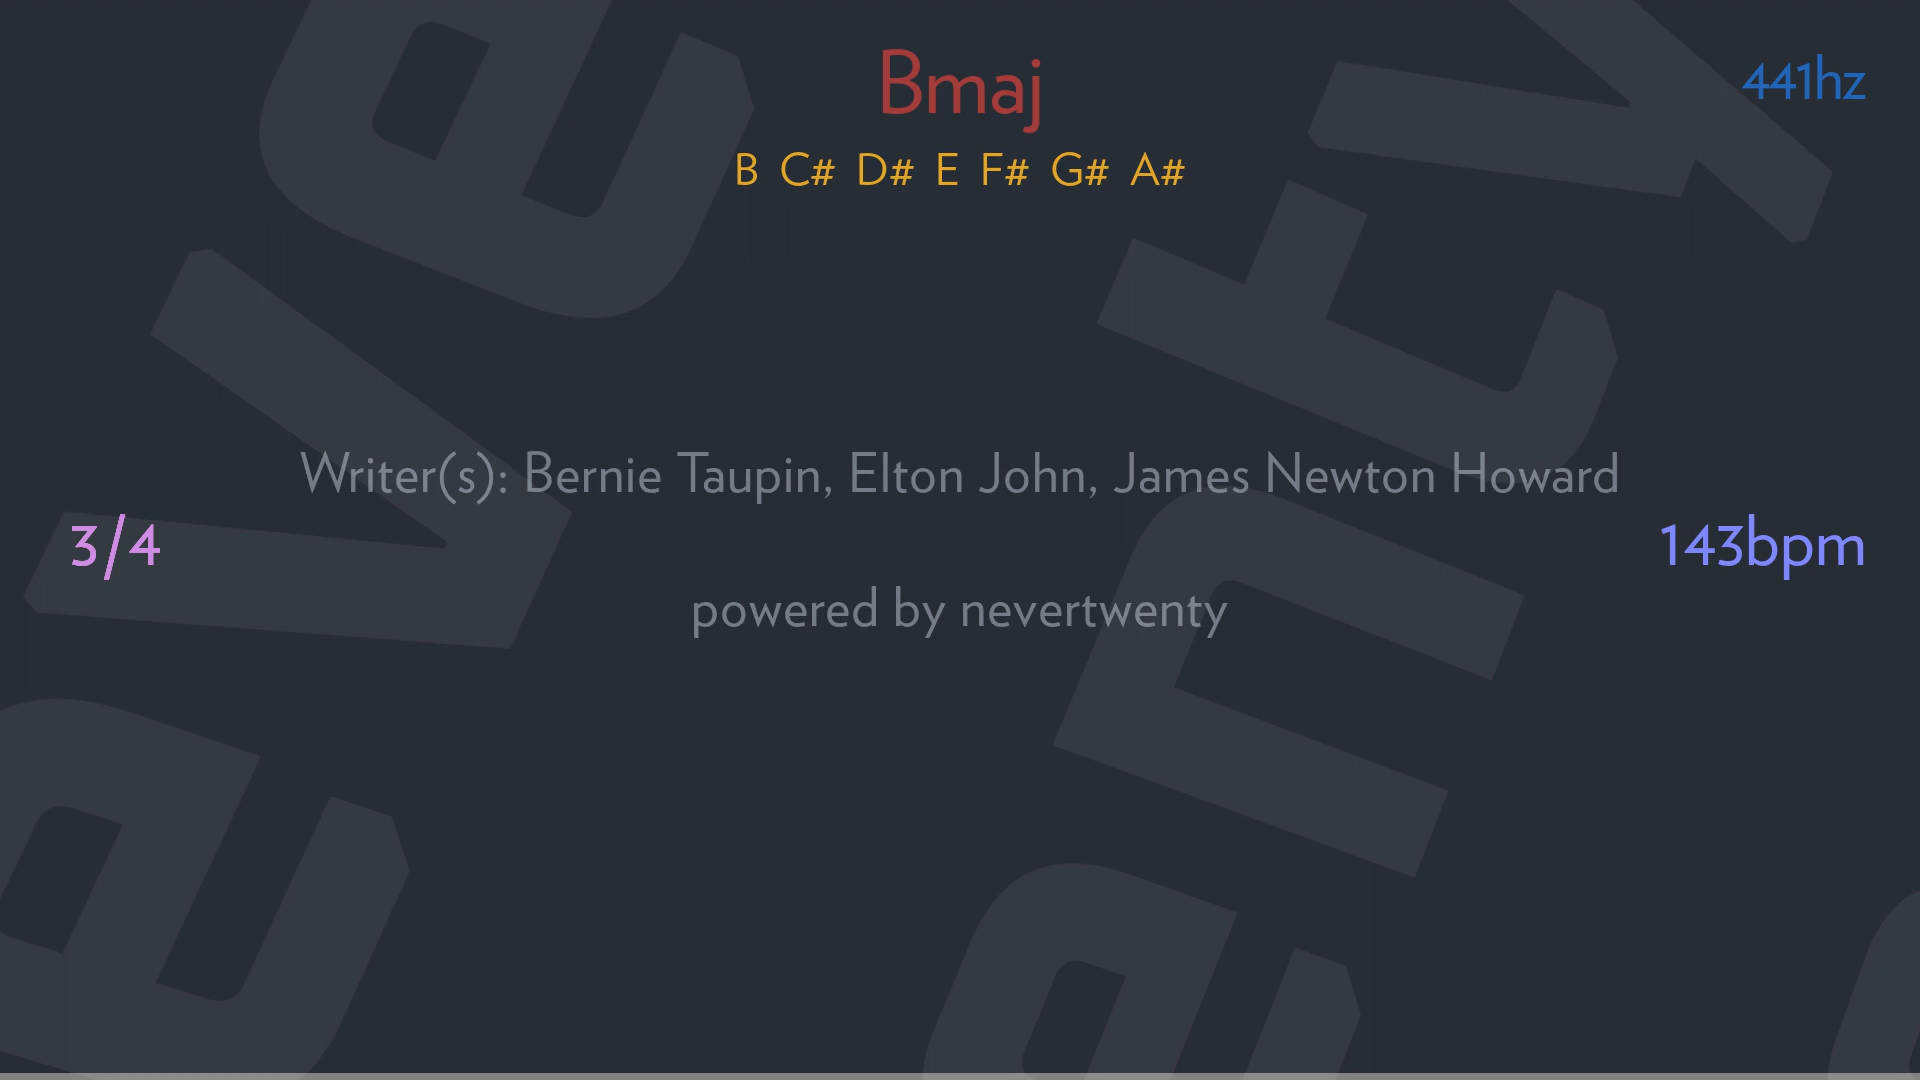 Bmaj
441hz
B C# D# E F# G# A#
Writer(s): Bernie Taupin, Elton John, James Newton Howard
3/4
143bpm
powered by nevertwenty